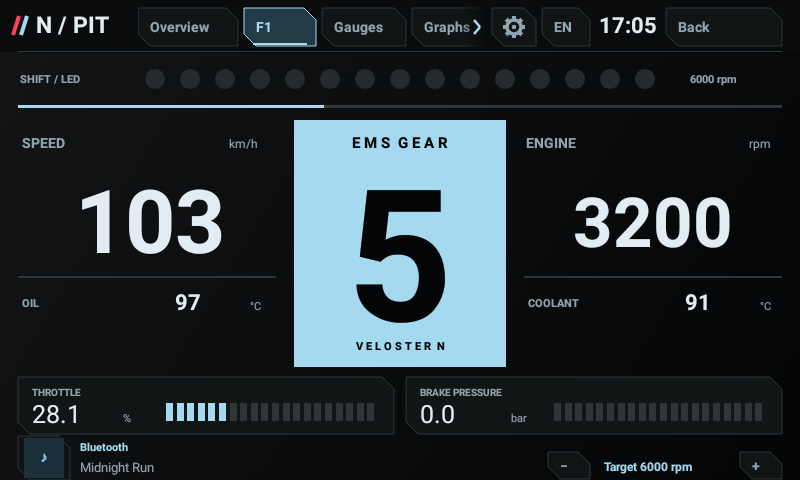 // N / PIT
Overview
F1
Gauges
Graphs
EN
17:05
Back
SHIFT / LED
6000 rpm
SPEED
km/h
103
OIL
97
°C
EMS GEAR
5
VELOSTER N
ENGINE
rpm
3200
COOLANT
91
°C
THROTTLE
28.1
%
BRAKE PRESSURE
0.0
bar
♪
Bluetooth
Midnight Run
−
Target 6000 rpm
+